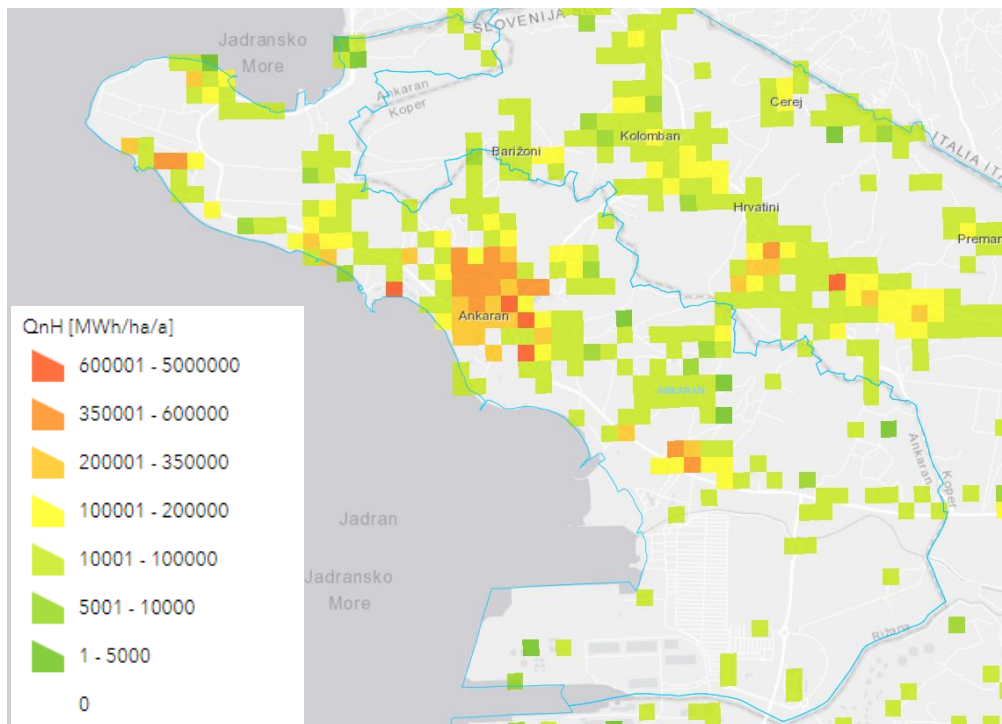 SLOVENIJA SLO
Jadransko
More
Ankaran
Koper
Cerej
Kolomban
Barižoni
ITALIA ITA
Hrvatini
Preman
Ankaran
ANKARAN
Ankaran
Koper
Jadran
Jadransko
More
Rižana
QnH [MWh/ha/a]
600001 - 5000000
350001 - 600000
200001 - 350000
100001 - 200000
10001 - 100000
5001 - 10000
1 - 5000
0